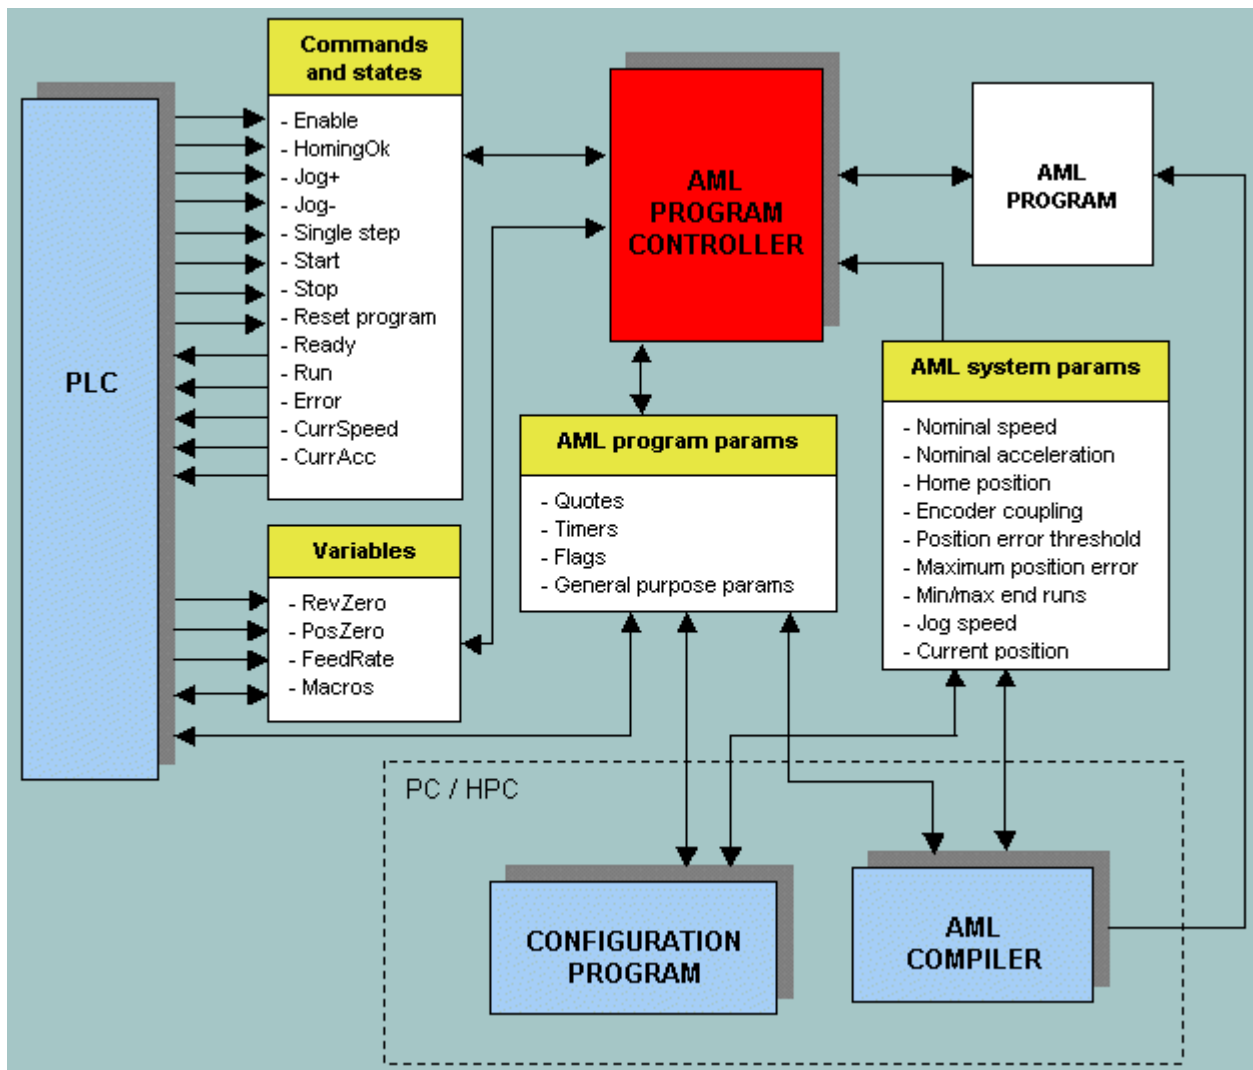 PLC
Commands
and states
- Enable
- HomingOk
- Jog+
- Jog-
- Single step
- Start
- Stop
- Reset program
- Ready
- Run
- Error
- CurrSpeed
- CurrAcc
Variables
- RevZero
- PosZero
- FeedRate
- Macros
AML
PROGRAM
CONTROLLER
AML
PROGRAM
AML program params
- Quotes
- Timers
- Flags
- General purpose params
AML system params
- Nominal speed
- Nominal acceleration
- Home position
- Encoder coupling
- Position error threshold
- Maximum position error
- Min/max end runs
- Jog speed
- Current position
PC / HPC
CONFIGURATION
PROGRAM
AML
COMPILER